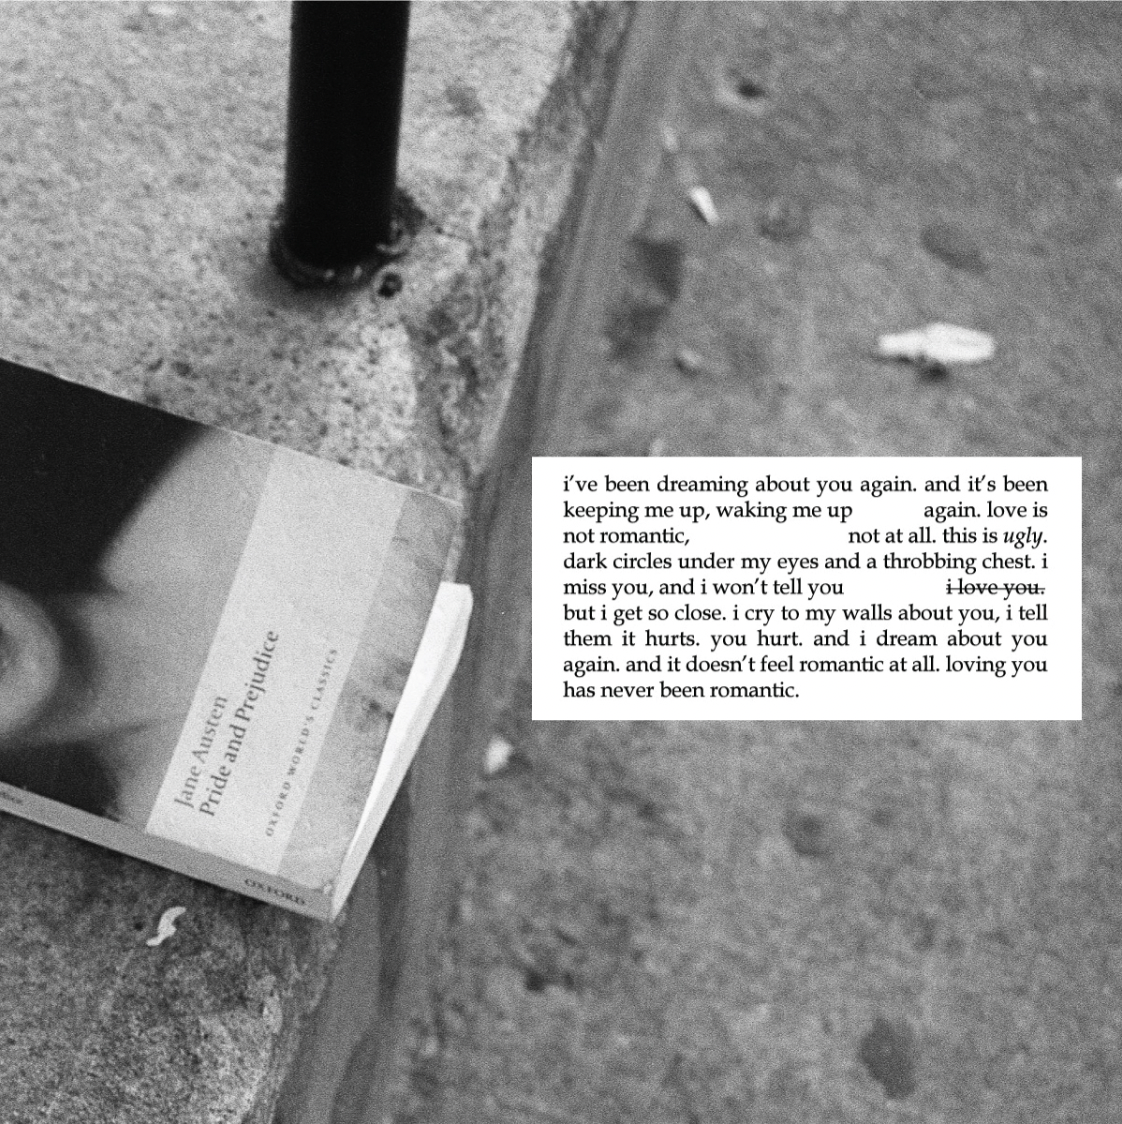 Jane Austen
Pride and Prejudice
OXFORD WORLD'S CLASSICS
OXFORD
i've been dreaming about you again. and it's been
keeping me up, waking me up again. love is
not romantic, not at all. this is ugly.
dark circles under my eyes and a throbbing chest. i
miss you, and i won't tell you i love you.
but i get so close. i cry to my walls about you, i tell
them it hurts. you hurt. and i dream about you
again. and it doesn't feel romantic at all. loving you
has never been romantic.